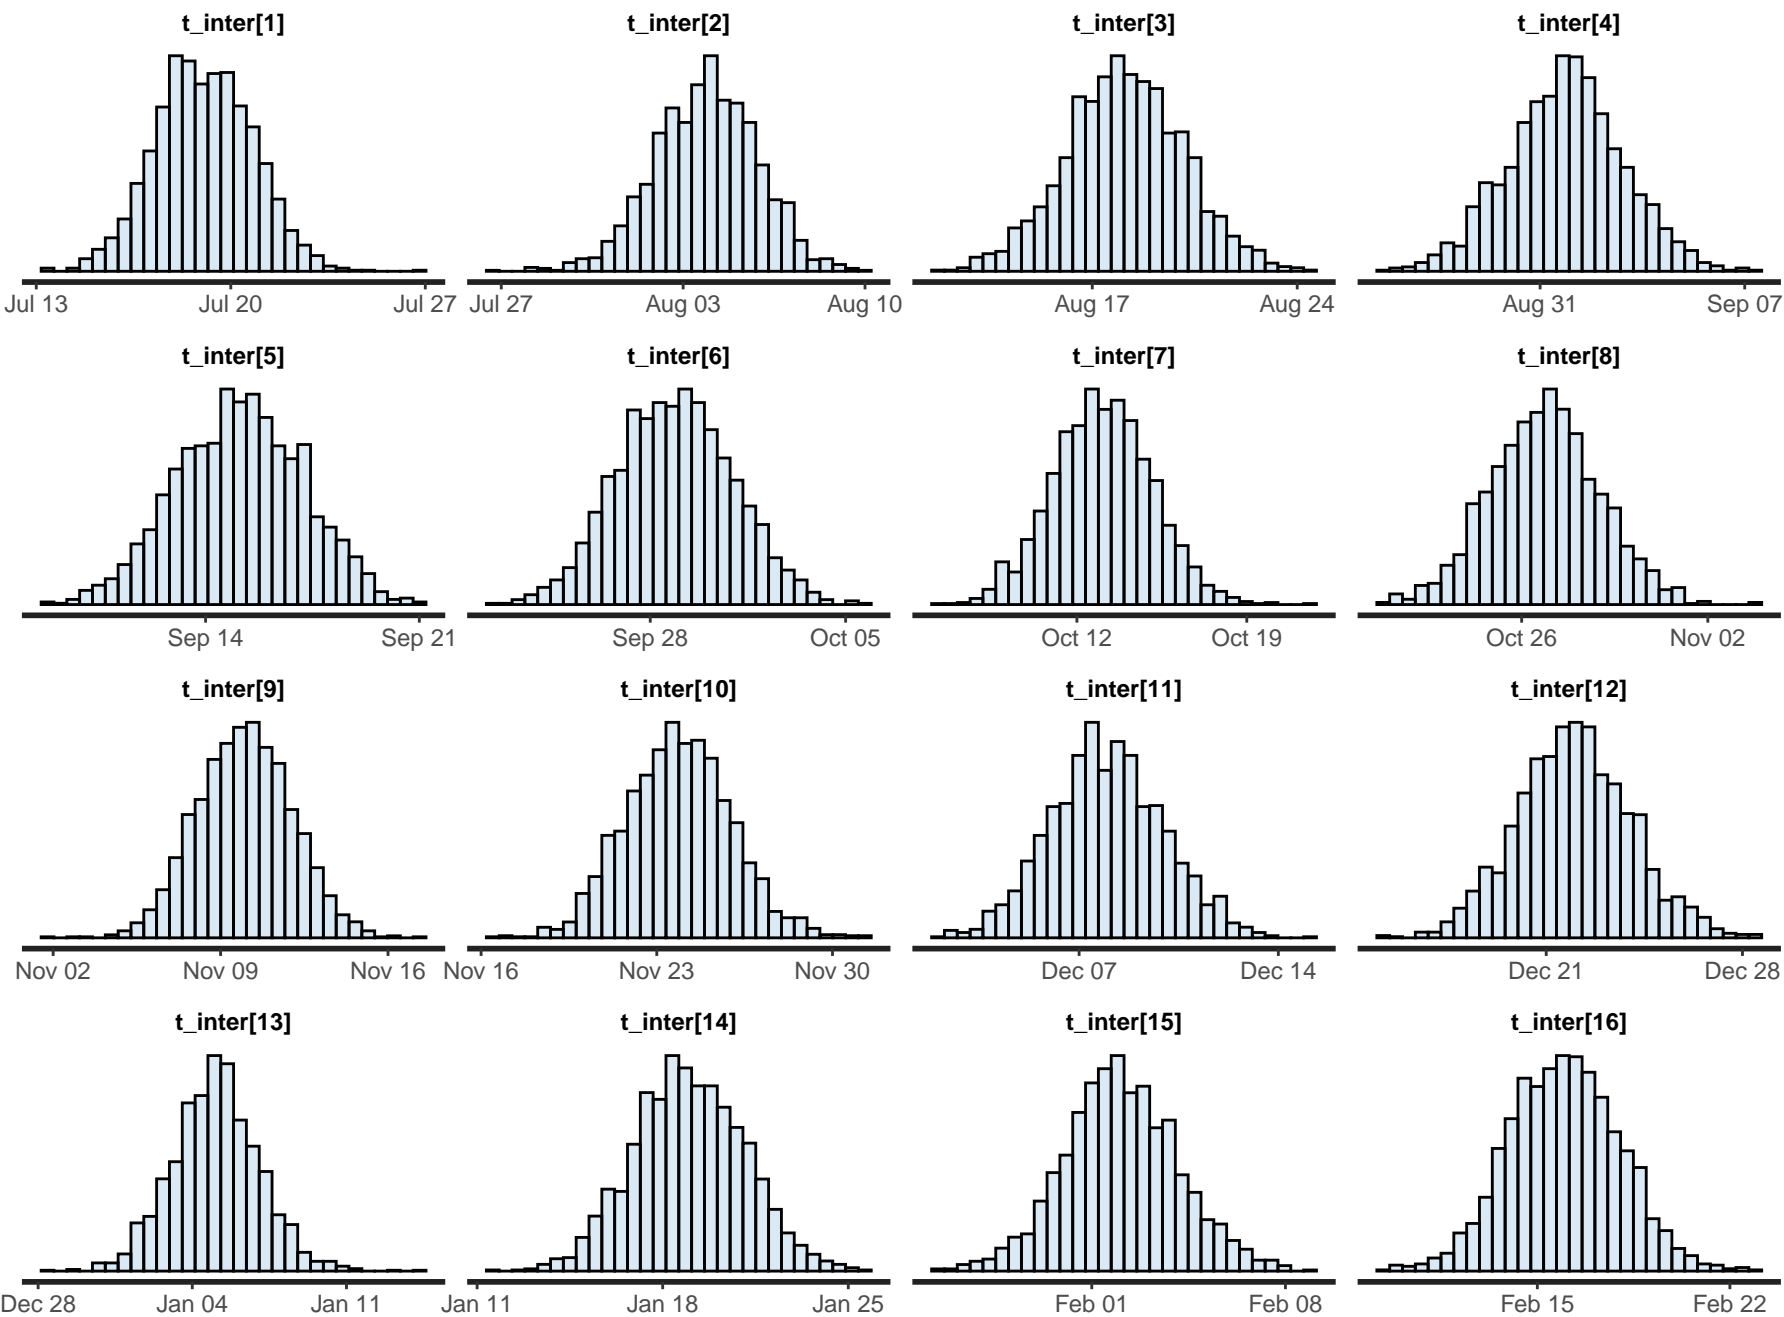 t_inter[1] t_inter[2] t_inter[3] t_inter[4]
Jul 13 Jul 20 Jul 27 Jul 27 Aug 03 Aug 10 Aug 17 Aug 24 Aug 31 Sep 07
t_inter[5] t_inter[6] t_inter[7] t_inter[8]
Sep 14 Sep 21 Sep 28 Oct 05 Oct 12 Oct 19 Oct 26 Nov 02
t_inter[9] t_inter[10] t_inter[11] t_inter[12]
Nov 02 Nov 09 Nov 16 Nov 16 Nov 23 Nov 30 Dec 07 Dec 14 Dec 21 Dec 28
t_inter[13] t_inter[14] t_inter[15] t_inter[16]
Dec 28 Jan 04 Jan 11 Jan 11 Jan 18 Jan 25 Feb 01 Feb 08 Feb 15 Feb 22